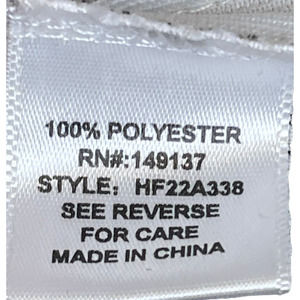 100% POLYESTER
RN#:149137
STYLE: HF22A338
SEE REVERSE
FOR CARE
MADE IN CHINA